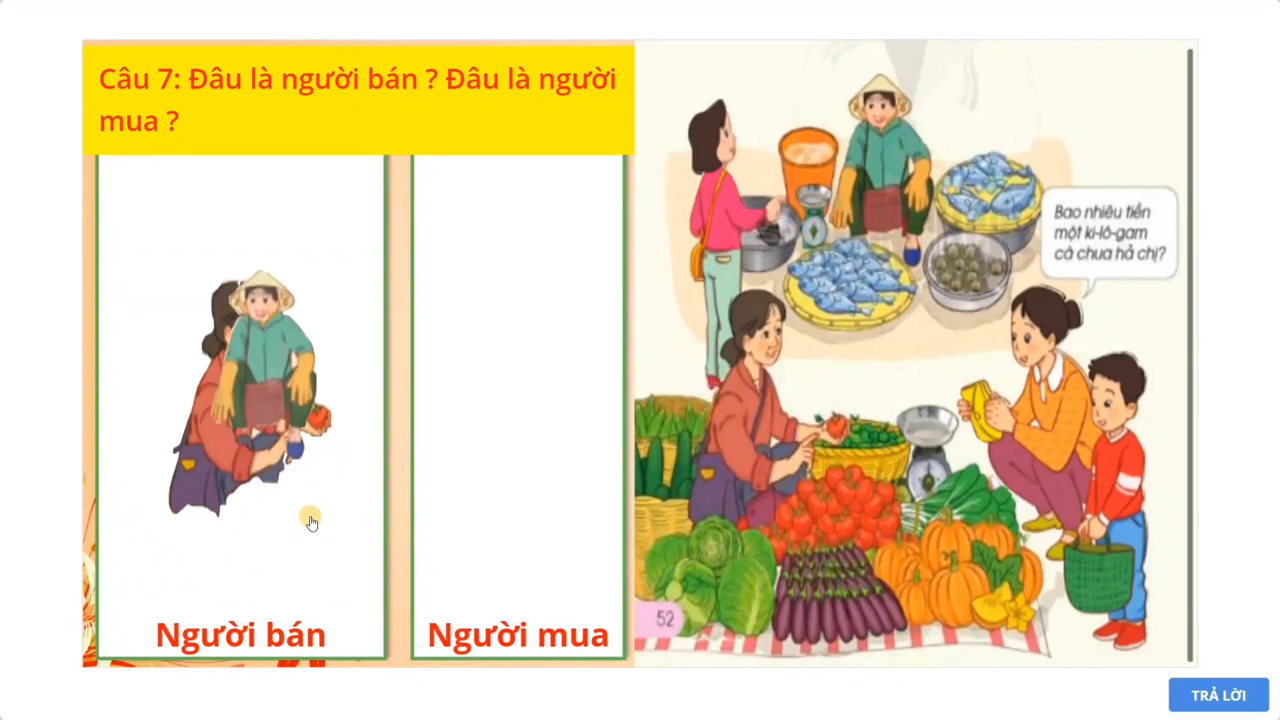 Câu 7: Đâu là người bán ? Đâu là người
mua ?
Bao nhiêu tiền
một ki-lô-gam
cà chua hả chị?
52
Người bán
Người mua
TRẢ LỜI